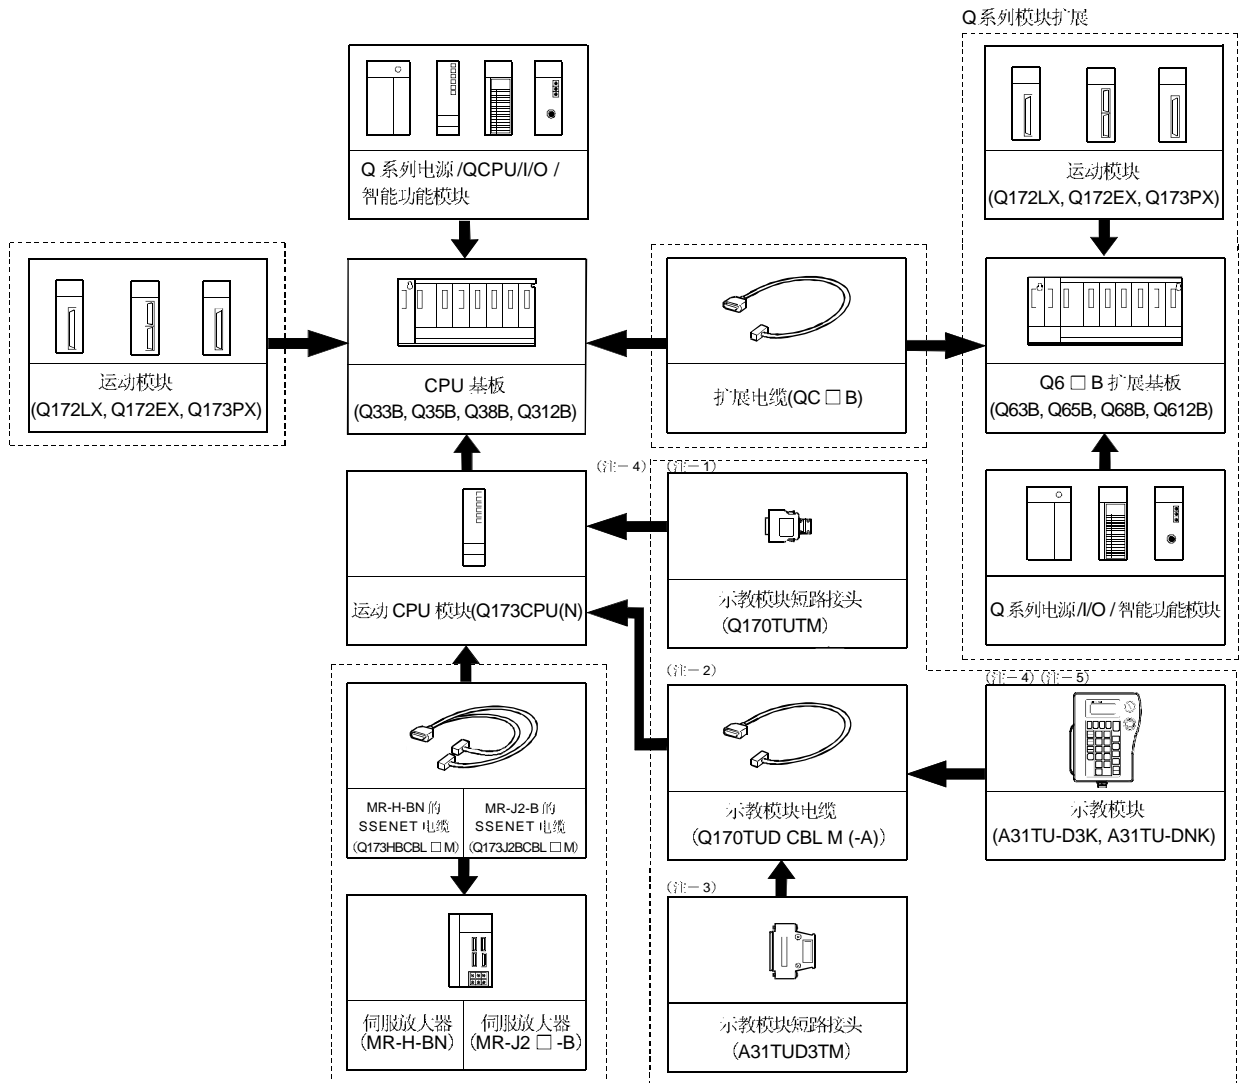 Q 系列模块扩展
Q 系列电源 /QCPU/I/O /
智能功能模块
运动模块
(Q172LX, Q172EX, Q173PX)
运动模块
(Q172LX, Q172EX, Q173PX)
CPU 基板
(Q33B, Q35B, Q38B, Q312B)
扩展电缆(QC □ B)
Q6 □ B 扩展基板
(Q63B, Q65B, Q68B, Q612B)
(注－4) (注－1)
运动 CPU 模块(Q173CPU(N)
示教模块短路接头
(Q170TUTM)
Q 系列电源 /I/O / 智能功能模块
(注－2)
(注－4) (注－5)
MR-H-BN 的
SSENET 电缆
(Q173HBCBL □ M)
MR-J2-B 的
SSENET 电缆
(Q173J2BCBL □ M)
示教模块电缆
(Q170TUD CBL M (-A))
示教模块
(A31TU-D3K, A31TU-DNK)
(注－3)
伺服放大器
(MR-H-BN)
伺服放大器
(MR-J2 □ -B)
示教模块短路接头
(A31TUD3TM)